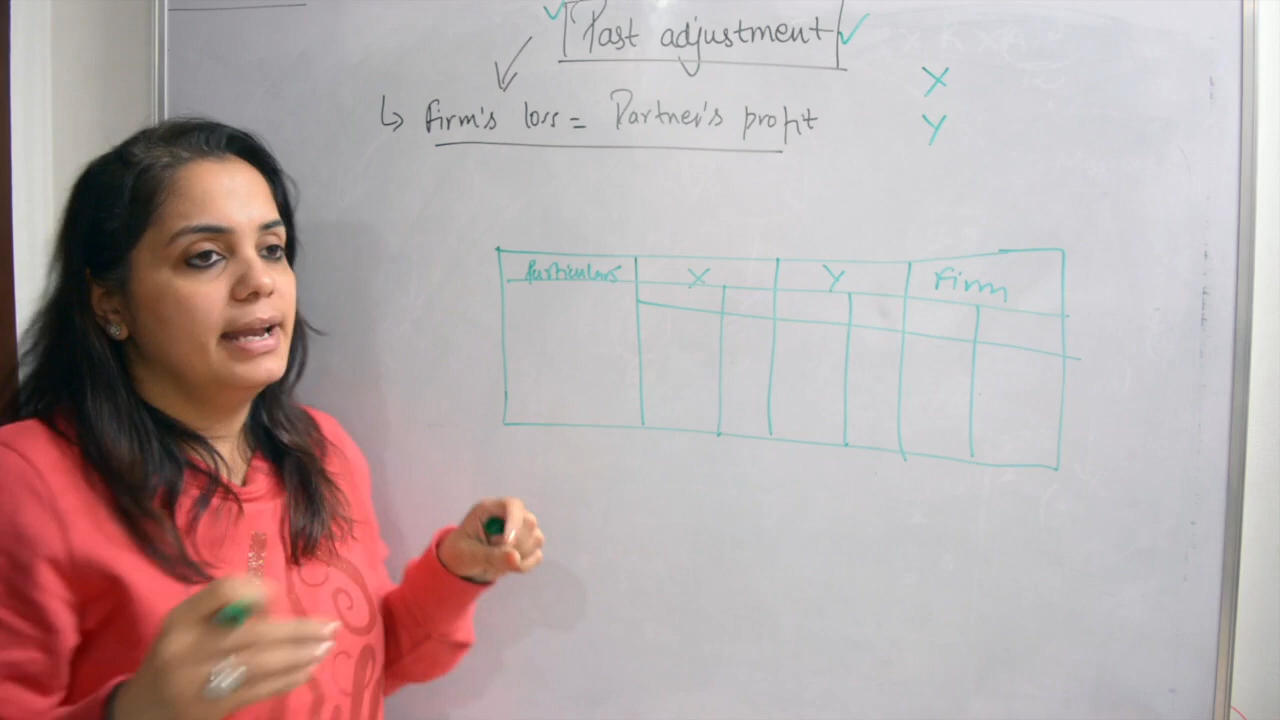 Past adjustment
X
↳ firm's loss = Partner's profit
Y
Particulars X Y Firm